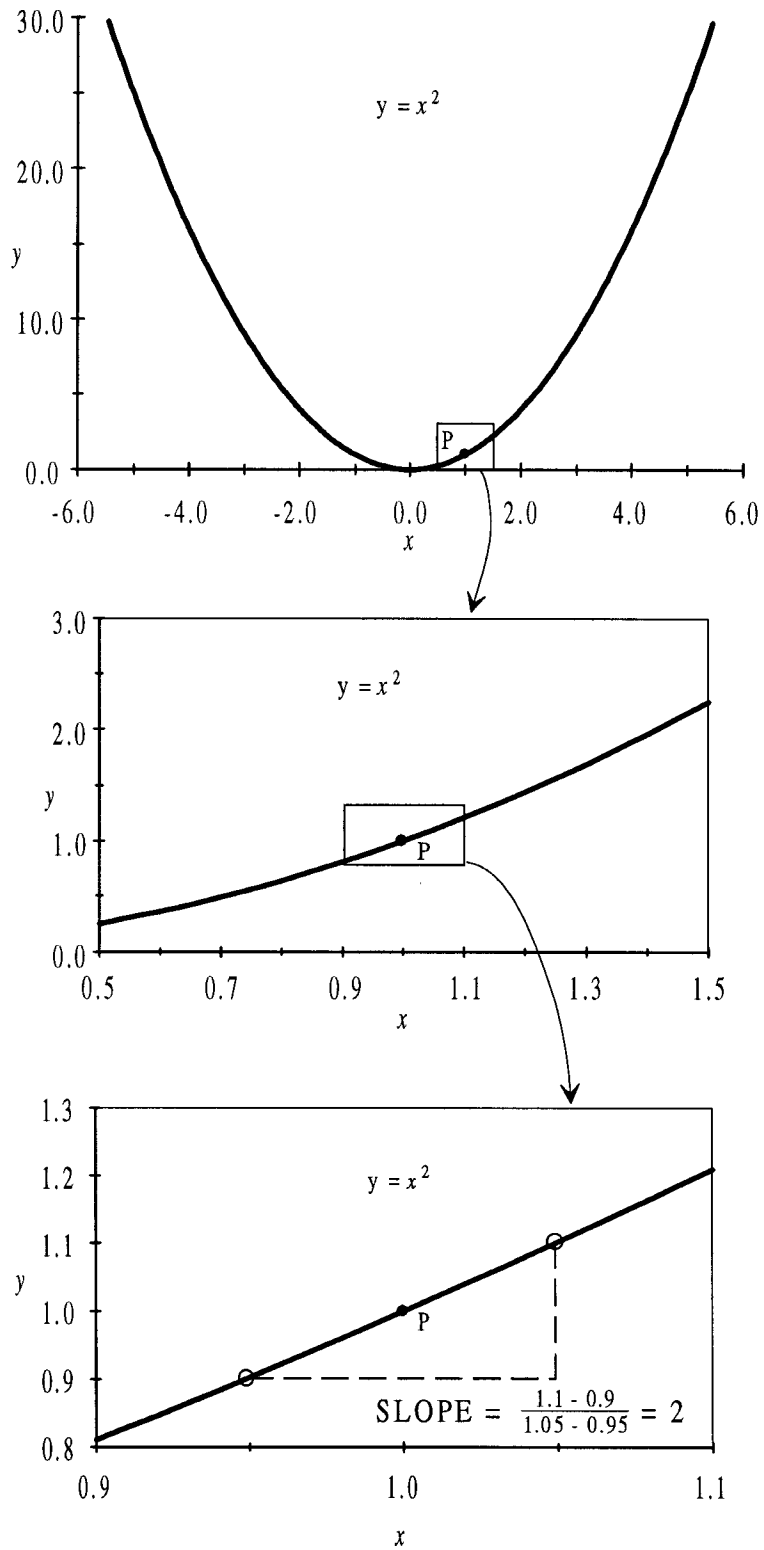 30.0
y = x²
20.0
y
10.0
P
0.0
-6.0 -4.0 -2.0 0.0 2.0 4.0 6.0
x
3.0
y = x²
2.0
y
1.0
P
0.0
0.5 0.7 0.9 1.1 1.3 1.5
x
1.3
1.2
y = x²
1.1
y
1.0
P
0.9
SLOPE = 1.1 - 0.9 / 1.05 - 0.95 = 2
0.8
0.9 1.0 1.1
x